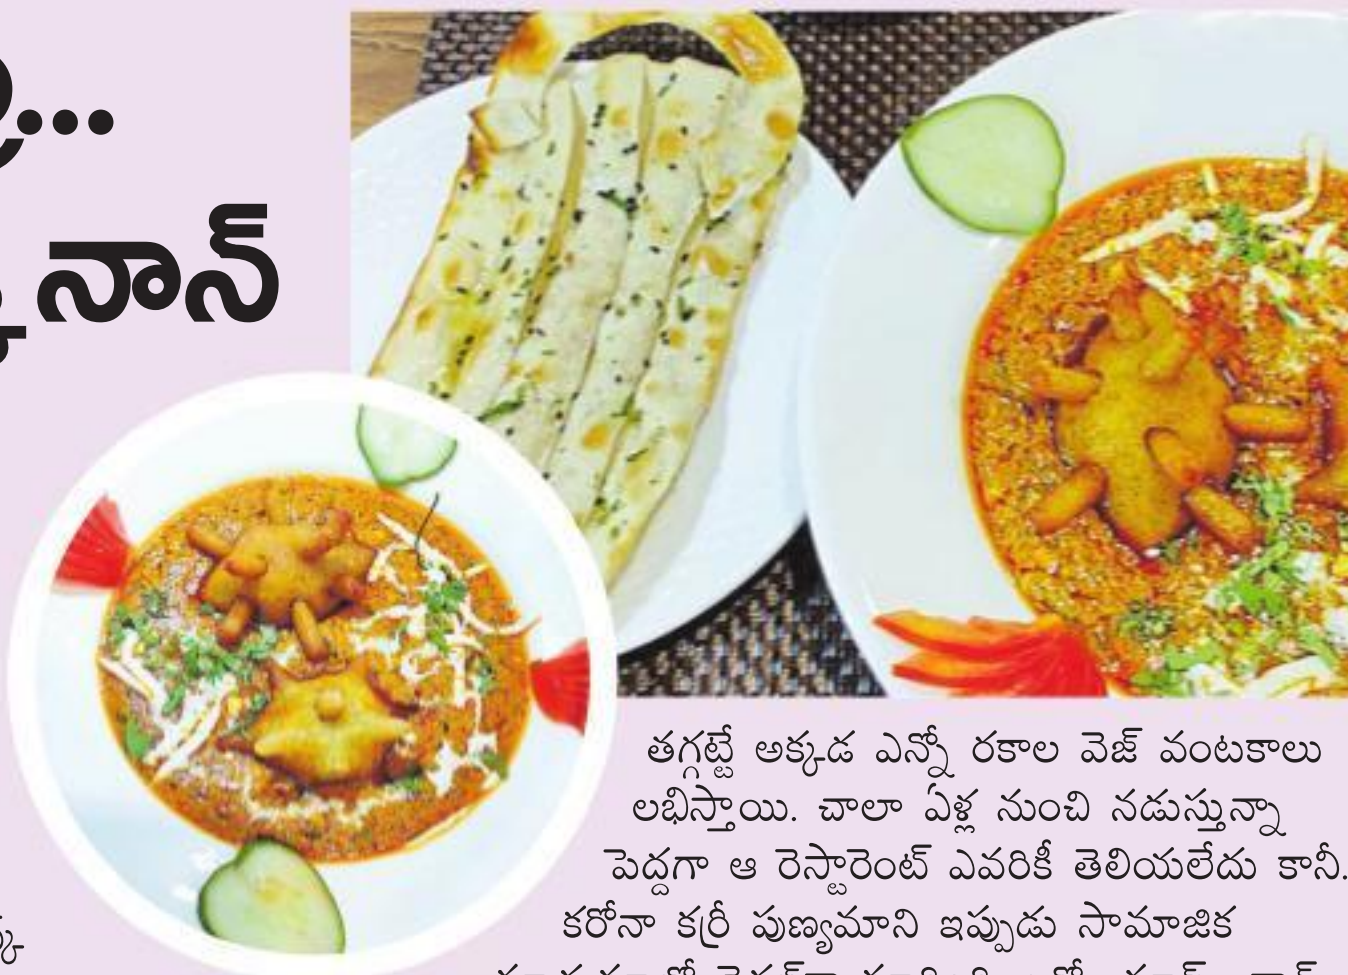 నాన్
తగ్గట్టే అక్కడ ఎన్నో రకాల వెజ్ వంటకాలు
లభిస్తాయి. చాలా ఏళ్ల నుంచి నడుస్తున్నా
పెద్దగా ఆ రెస్టారెంట్ ఎవరికీ తెలియలేదు కానీ.
కరోనా కర్రీ పుణ్యమాని ఇప్పుడు సామాజిక